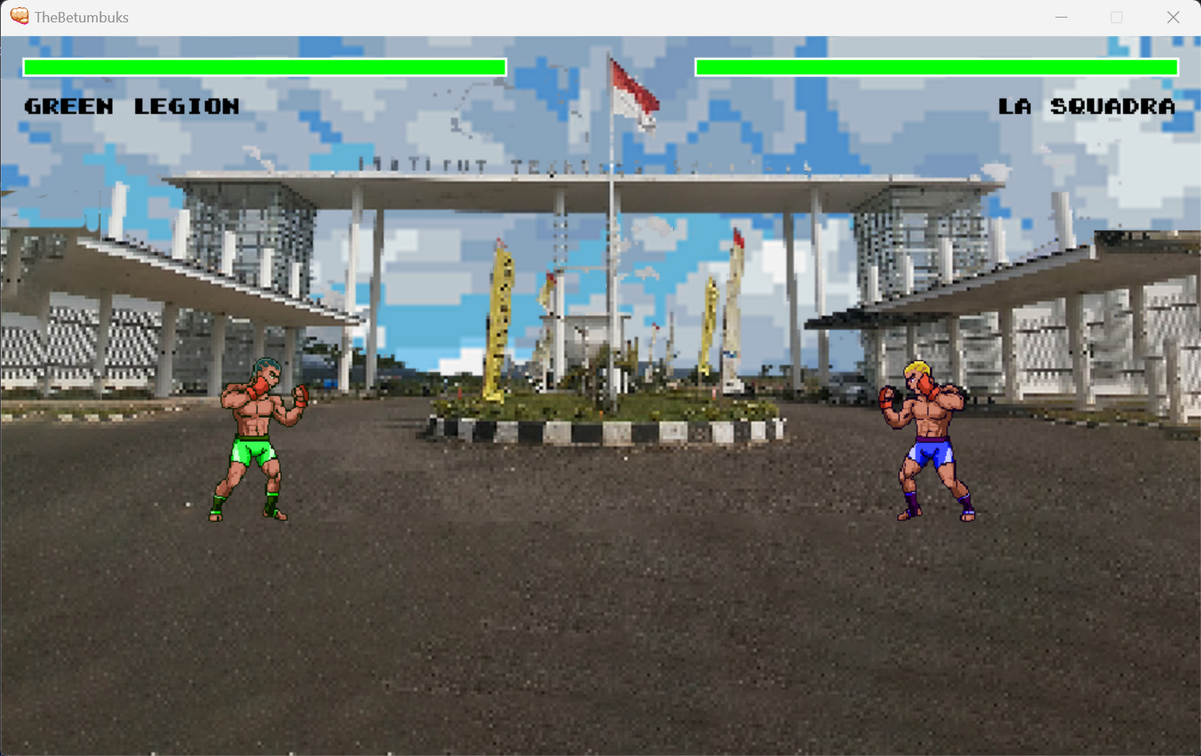 TheBetumbuks
GREEN LEGION
LA SQUADRA